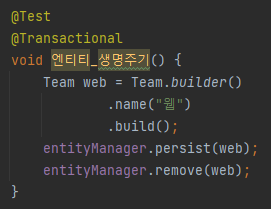 @Test
@Transactional
void 엔티티_생명주기() {
Team web = Team.builder()
.name("웹")
.build();
entityManager.persist(web);
entityManager.remove(web);
}